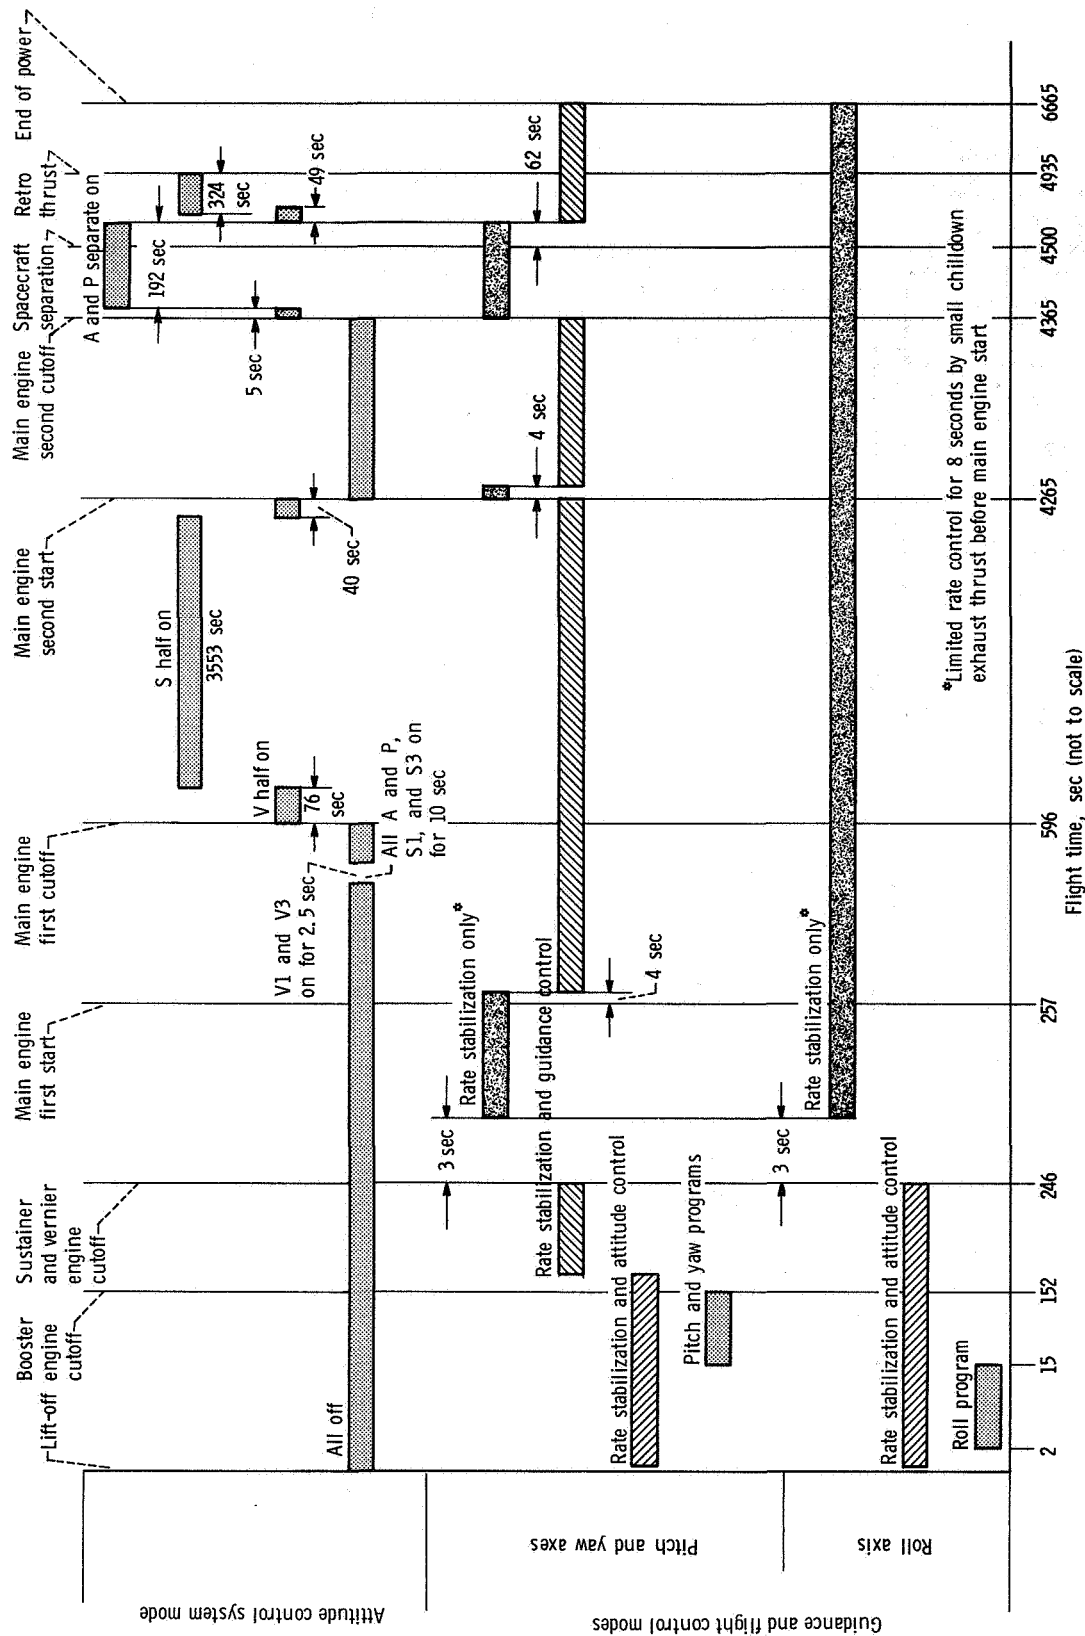 Lift-off
Booster
engine
cutoff
Sustainer
and vernier
engine
cutoff
Main engine
first start
Main engine
first cutoff
Main engine
second start
Main engine
second cutoff
Spacecraft
separation
Retro
thrust
End of power
Attitude control system mode
A and P separate on
192 sec
324
sec
S half on
3553 sec
V half on
76
sec
40 sec
5 sec
49 sec
V1 and V3
on for 2.5 sec
All A and P,
S1, and S3 on
for 10 sec
All off
Guidance and flight control modes
Pitch and yaw axes
3 sec
Rate stabilization only*
4 sec
62 sec
Rate stabilization and guidance control
4 sec
Rate stabilization and attitude control
Pitch and yaw programs
Roll axis
3 sec
Rate stabilization only*
Rate stabilization and attitude control
Roll program
*Limited rate control for 8 seconds by small chilldown
exhaust thrust before main engine start
2
15
152
246
257
596
4265
4365
4500
4935
6665
Flight time, sec (not to scale)